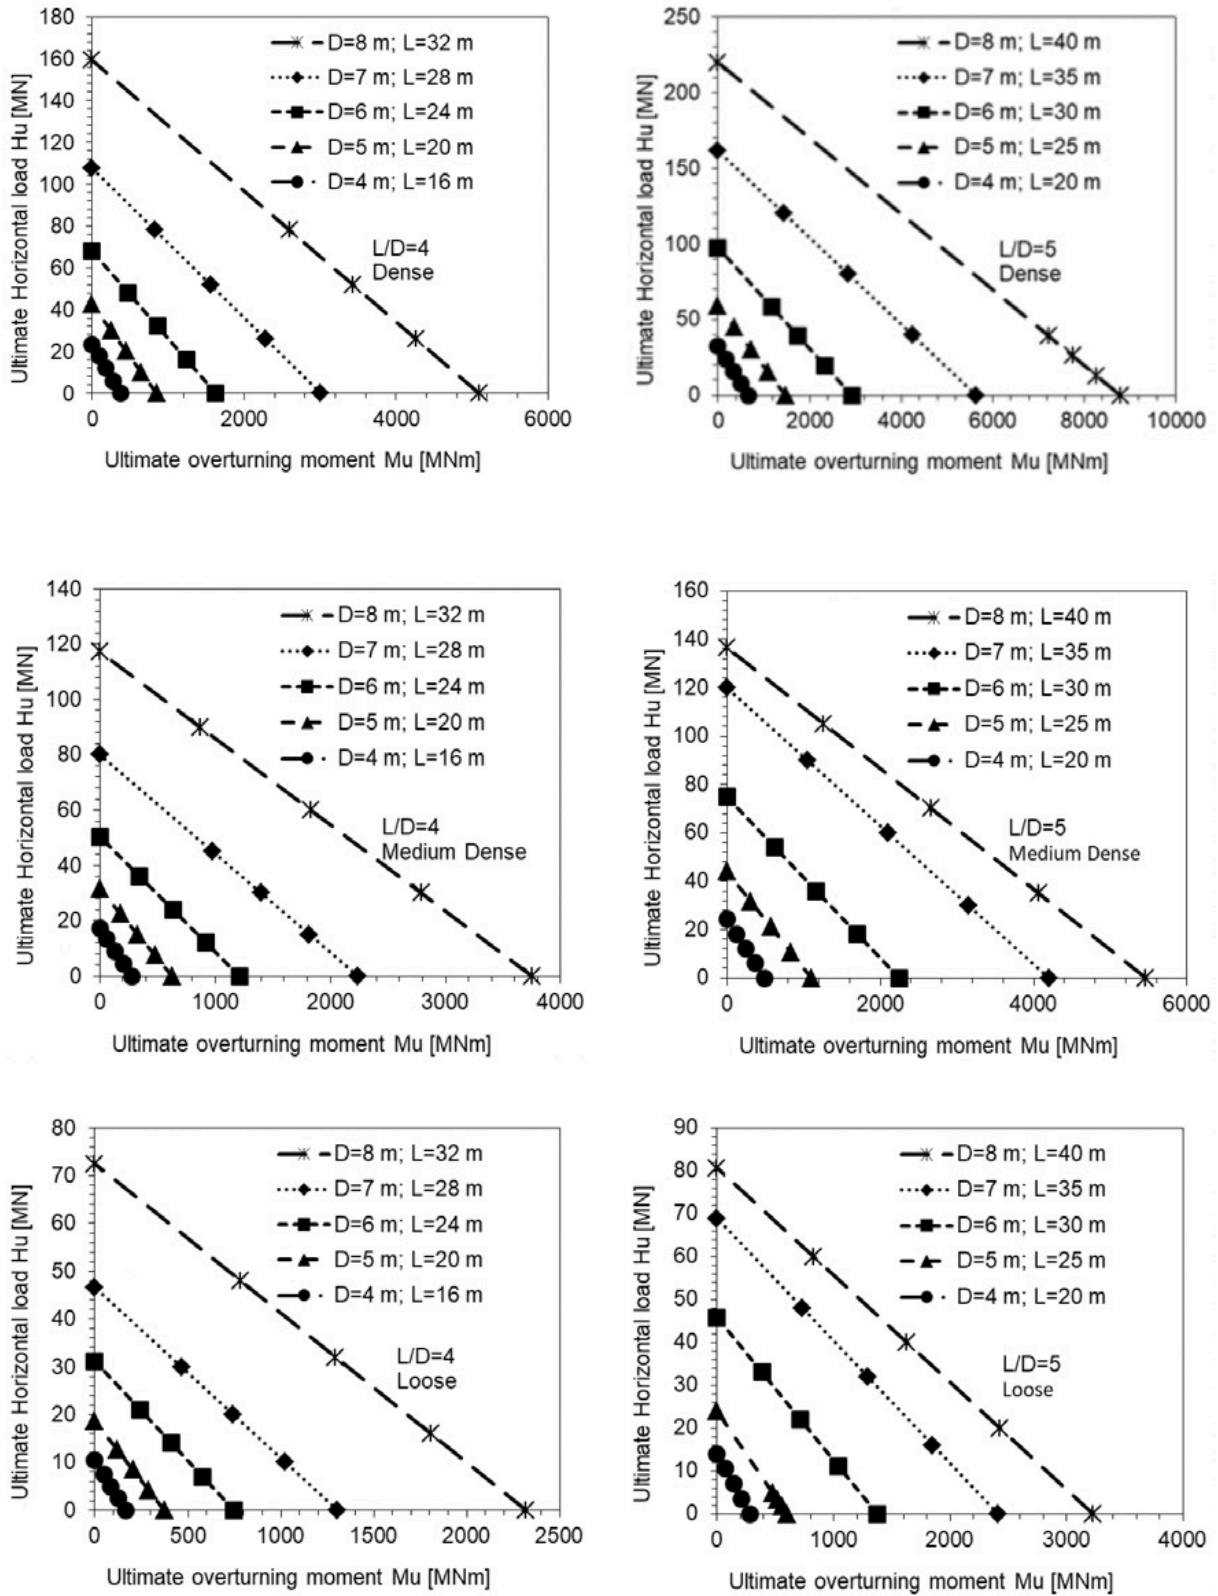 180
160
140
120
100
80
60
40
20
0
0 2000 4000 6000
Ultimate Horizontal load Hu [MN]
Ultimate overturning moment Mu [MNm]
D=8 m; L=32 m
D=7 m; L=28 m
D=6 m; L=24 m
D=5 m; L=20 m
D=4 m; L=16 m
L/D=4
Dense
250
200
150
100
50
0
0 2000 4000 6000 8000 10000
Ultimate Horizontal load Hu [MN]
Ultimate overturning moment Mu [MNm]
D=8 m; L=40 m
D=7 m; L=35 m
D=6 m; L=30 m
D=5 m; L=25 m
D=4 m; L=20 m
L/D=5
Dense
140
120
100
80
60
40
20
0
0 1000 2000 3000 4000
Ultimate Horizontal load Hu [MN]
Ultimate overturning moment Mu [MNm]
D=8 m; L=32 m
D=7 m; L=28 m
D=6 m; L=24 m
D=5 m; L=20 m
D=4 m; L=16 m
L/D=4
Medium Dense
160
140
120
100
80
60
40
20
0
0 2000 4000 6000
Ultimate Horizontal load Hu [MN]
Ultimate overturning moment Mu [MNm]
D=8 m; L=40 m
D=7 m; L=35 m
D=6 m; L=30 m
D=5 m; L=25 m
D=4 m; L=20 m
L/D=5
Medium Dense
80
70
60
50
40
30
20
10
0
0 500 1000 1500 2000 2500
Ultimate Horizontal load Hu [MN]
Ultimate overturning moment Mu [MNm]
D=8 m; L=32 m
D=7 m; L=28 m
D=6 m; L=24 m
D=5 m; L=20 m
D=4 m; L=16 m
L/D=4
Loose
90
80
70
60
50
40
30
20
10
0
0 1000 2000 3000 4000
Ultimate Horizontal load Hu [MN]
Ultimate overturning moment Mu [MNm]
D=8 m; L=40 m
D=7 m; L=35 m
D=6 m; L=30 m
D=5 m; L=25 m
D=4 m; L=20 m
L/D=5
Loose